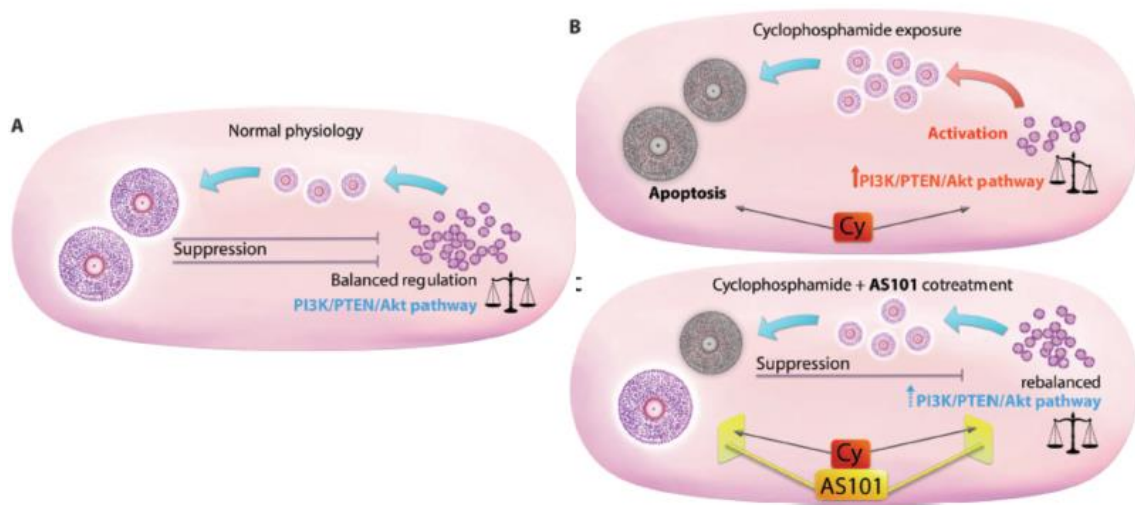 A
Normal physiology
Suppression
Balanced regulation
PI3K/PTEN/Akt pathway
B
Cyclophosphamide exposure
Activation
PI3K/PTEN/Akt pathway
Apoptosis
Cy
Cyclophosphamide + AS101 cotreatment
Suppression
rebalanced
PI3K/PTEN/Akt pathway
Cy
AS101